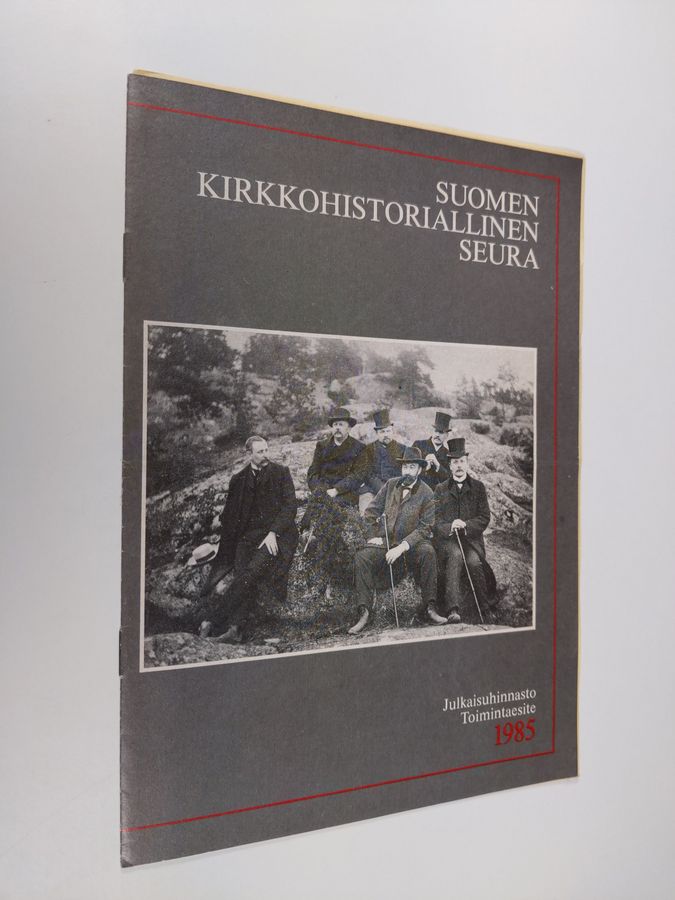 SUOMEN
KIRKKOHISTORIALLINEN
SEURA
Julkaisuhinnasto
Toimintaesite
1985